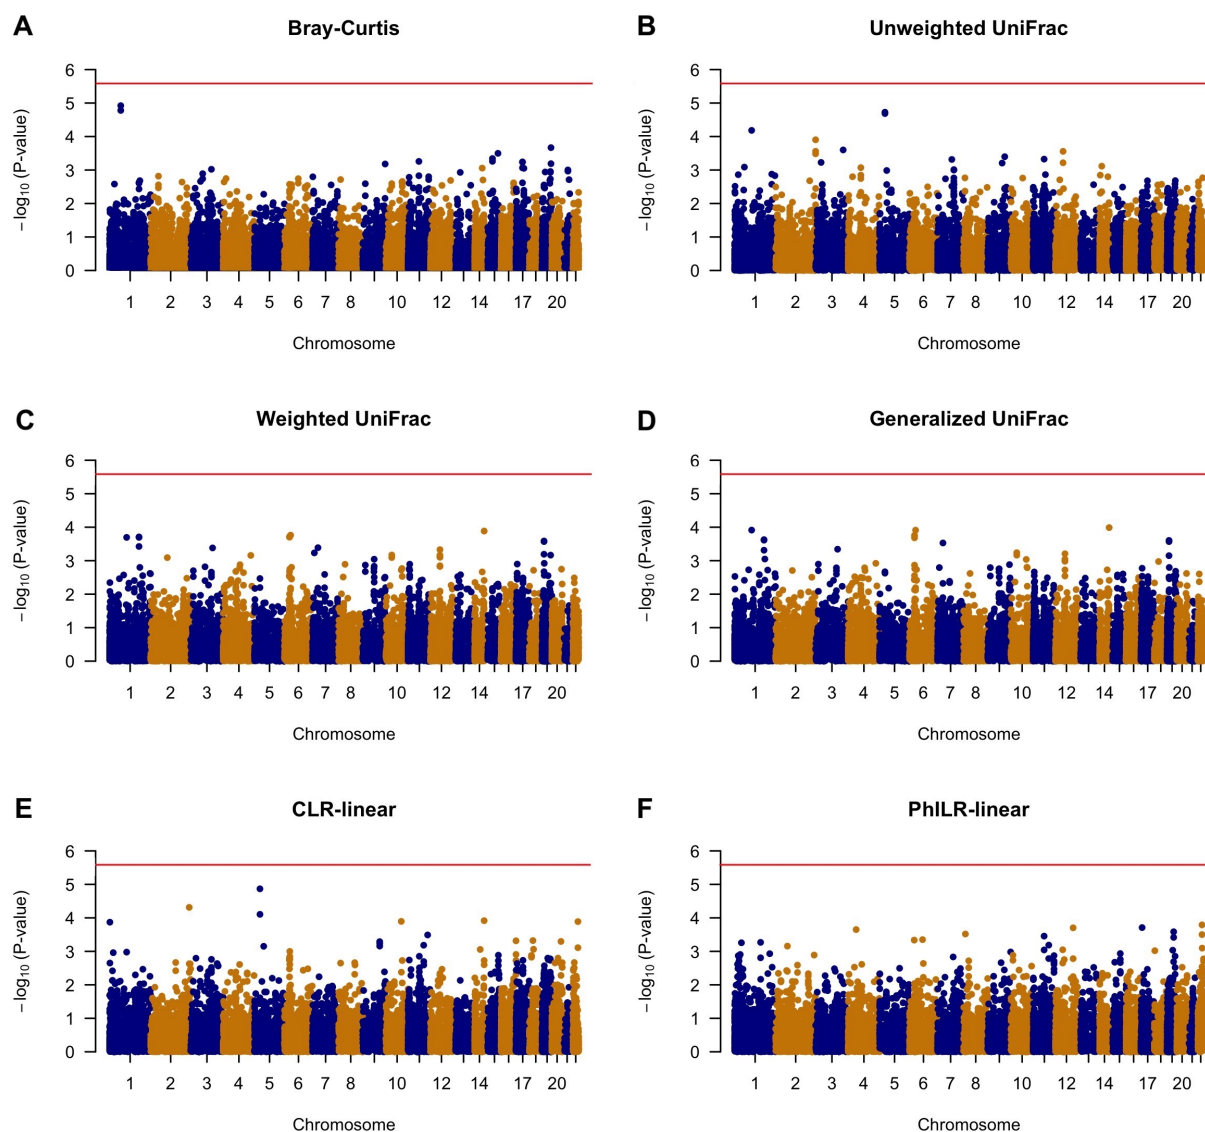 A Bray-Curtis
6
5
4
3
2
1
0
−log10 (P-value)
1 2 3 4 5 6 7 8 10 12 14 17 20
Chromosome
B Unweighted UniFrac
6
5
4
3
2
1
0
−log10 (P-value)
1 2 3 4 5 6 7 8 10 12 14 17 20
Chromosome
C Weighted UniFrac
6
5
4
3
2
1
0
−log10 (P-value)
1 2 3 4 5 6 7 8 10 12 14 17 20
Chromosome
D Generalized UniFrac
6
5
4
3
2
1
0
−log10 (P-value)
1 2 3 4 5 6 7 8 10 12 14 17 20
Chromosome
E CLR-linear
6
5
4
3
2
1
0
−log10 (P-value)
1 2 3 4 5 6 7 8 10 12 14 17 20
Chromosome
F PhILR-linear
6
5
4
3
2
1
0
−log10 (P-value)
1 2 3 4 5 6 7 8 10 12 14 17 20
Chromosome